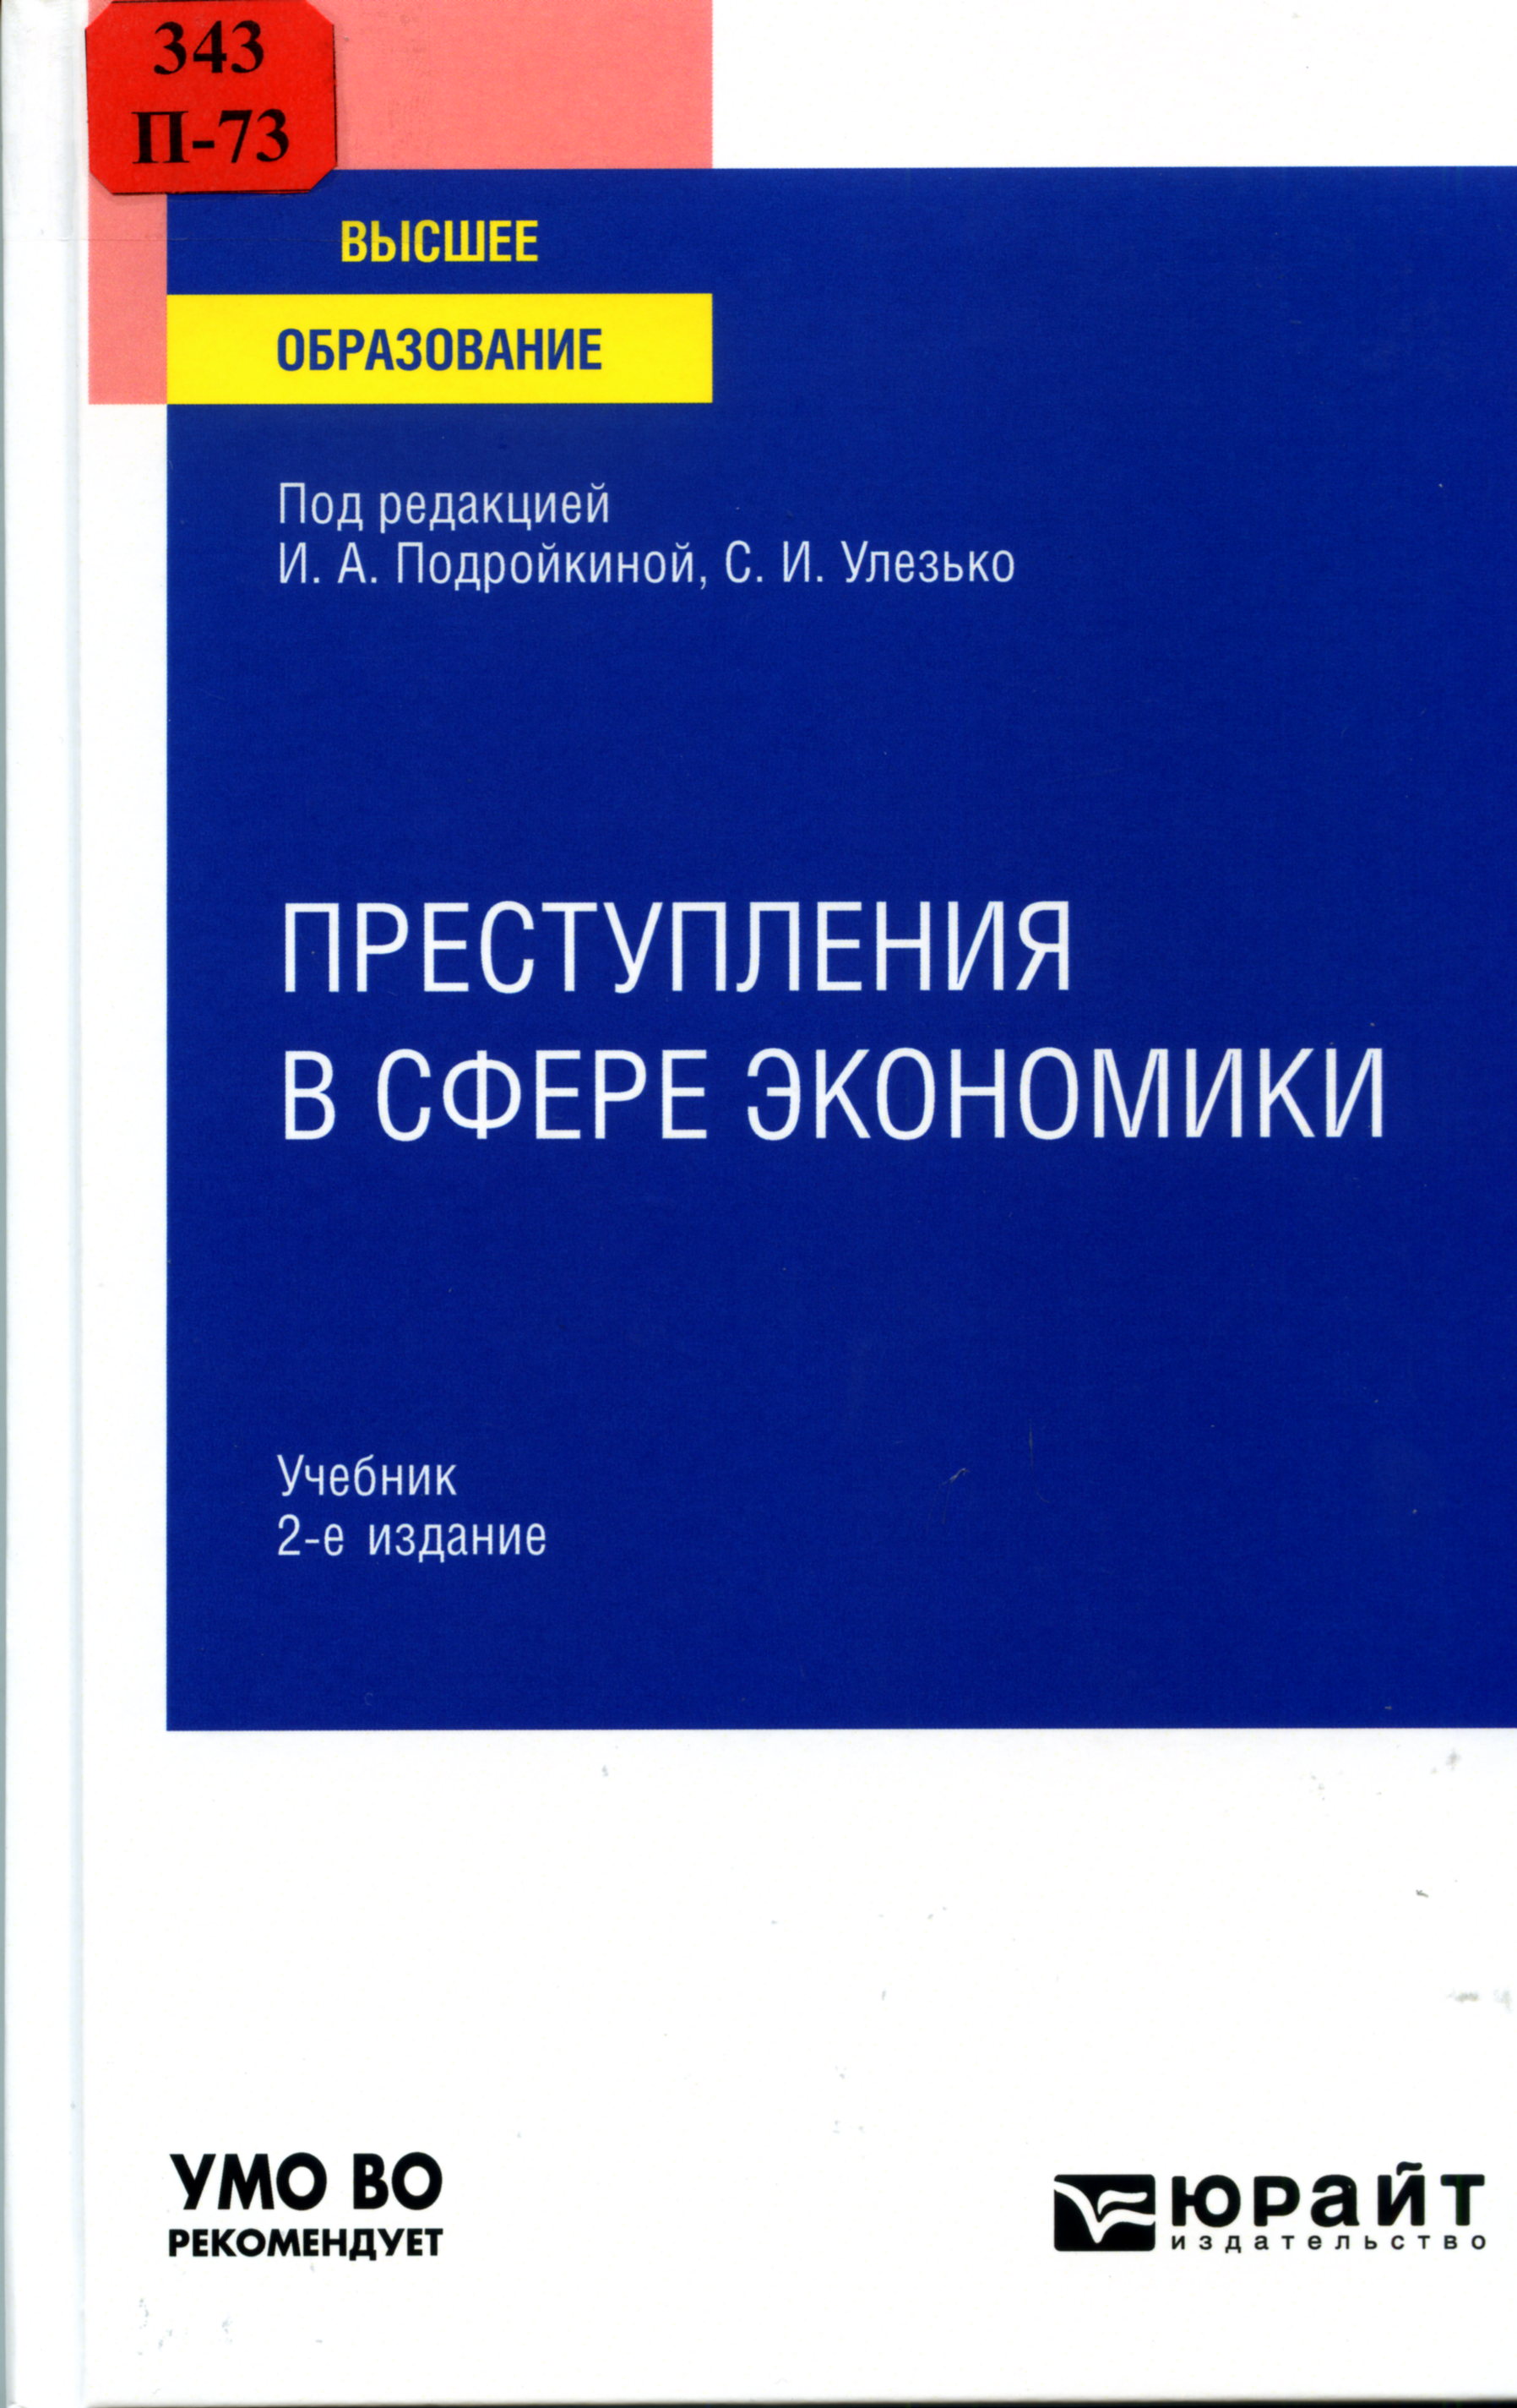 343
П-73
ВЫСШЕЕ
ОБРАЗОВАНИЕ
Под редакцией
И. А. Подройкиной, С. И. Улезько
ПРЕСТУПЛЕНИЯ
В СФЕРЕ ЭКОНОМИКИ
Учебник
2-е издание
УМО ВО
РЕКОМЕНДУЕТ
юрайт
издательство